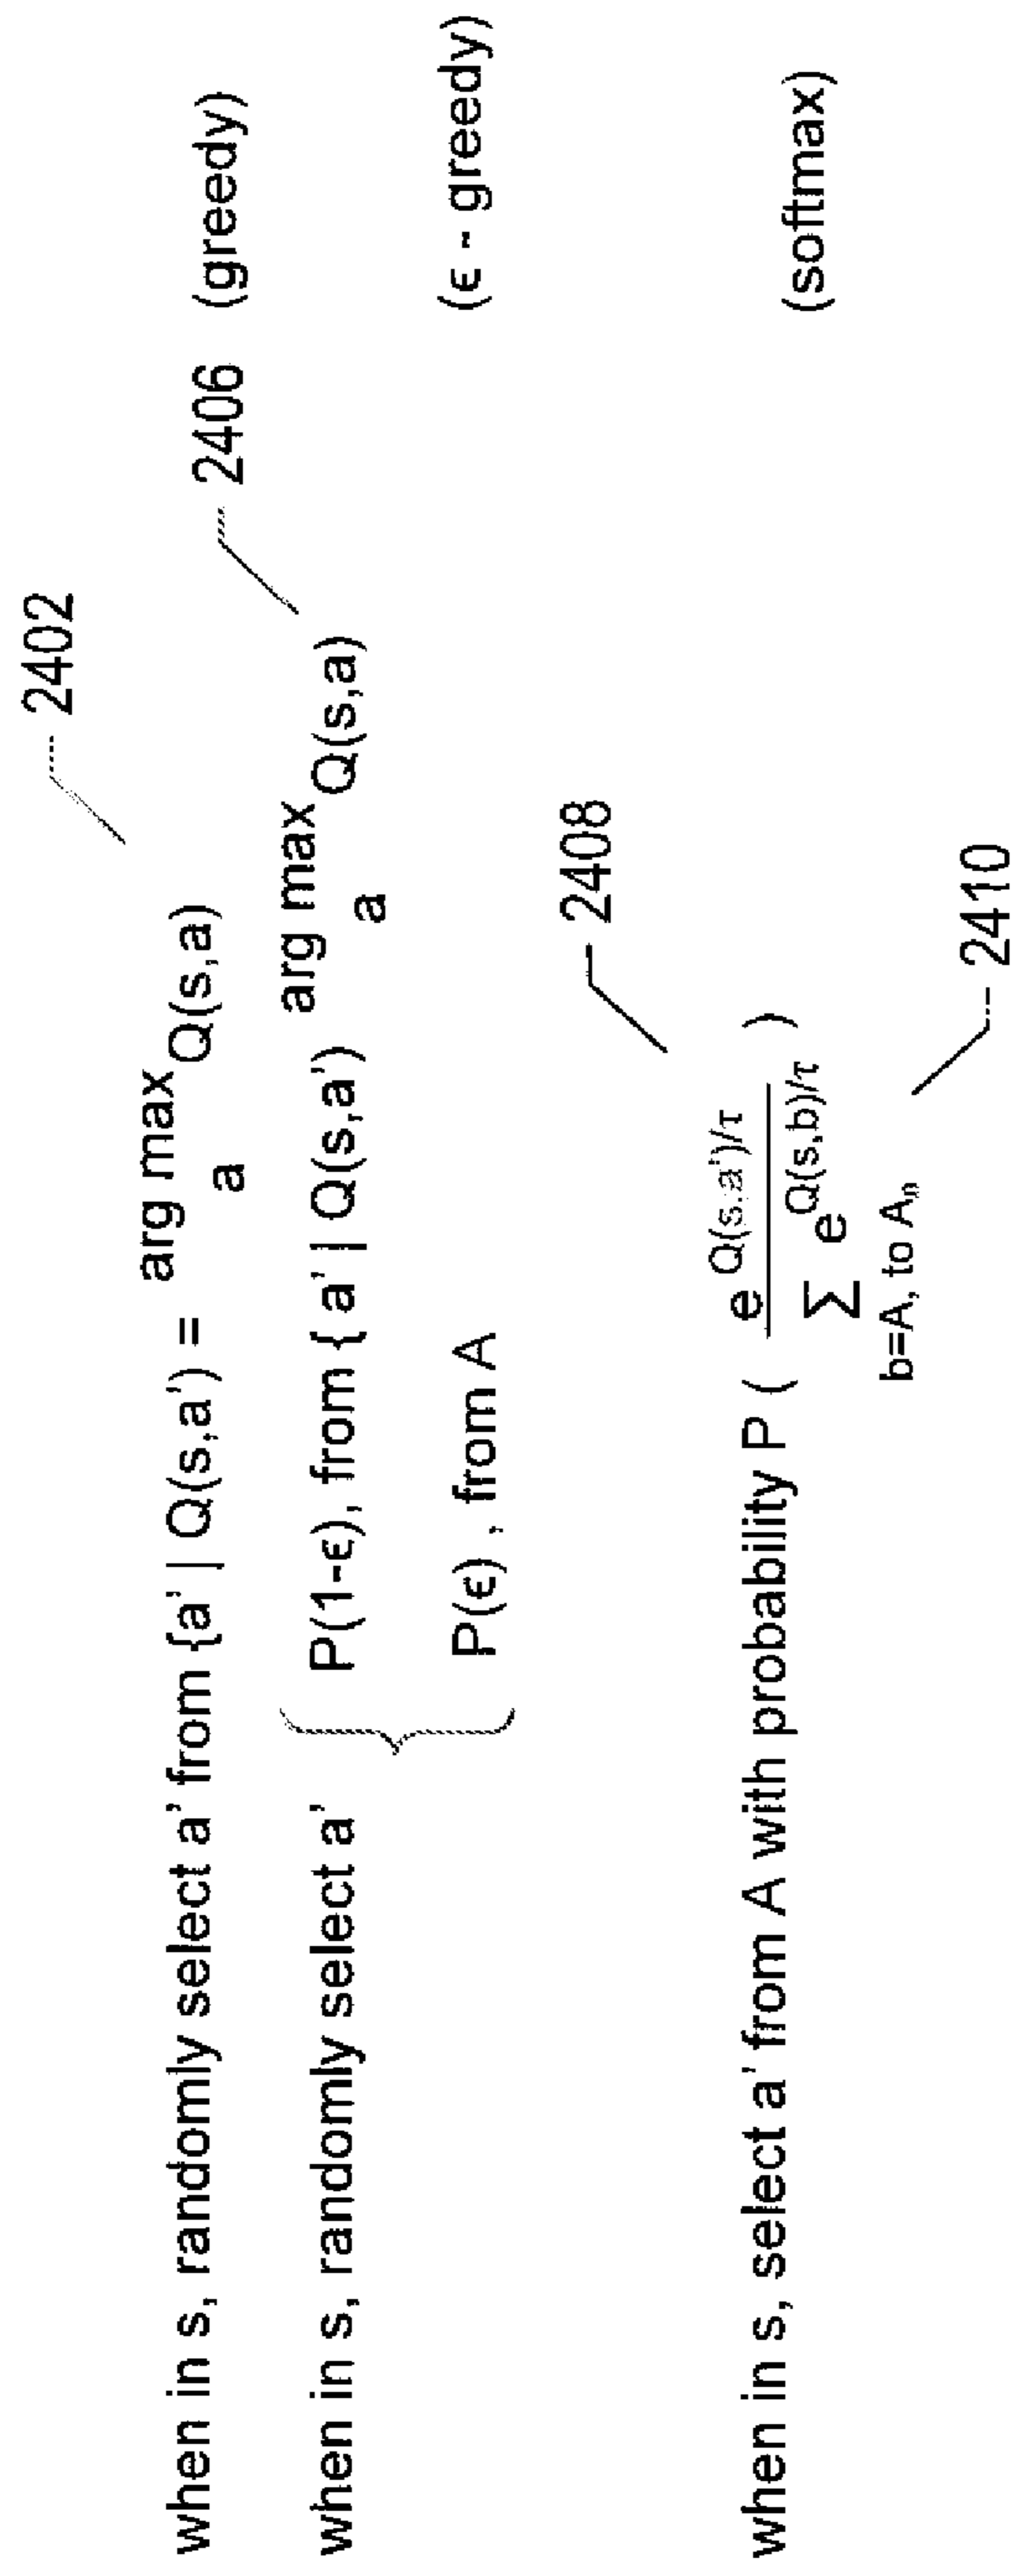 2402
when in s, randomly select a' from {a' | Q(s,a') = arg max Q(s,a)
a
2406 (greedy)
when in s, randomly select a' { P(1-ϵ), from { a' | Q(s,a') arg max Q(s,a)
a
P(ϵ) , from A
(ϵ - greedy)
2408
when in s, select a' from A with probability P ( e^Q(s,a')/τ / Σ e^Q(s,b)/τ )
b=A, to Aₙ
(softmax)
2410